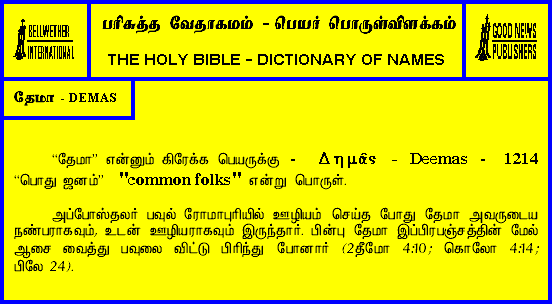 BELLWETHER
INTERNATIONAL
பரிசுத்த வேதாகமம் - பெயர் பொருள்விளக்கம்
THE HOLY BIBLE - DICTIONARY OF NAMES
GOOD NEWS
PUBLISHERS
தேமா - DEMAS
“தேமா” என்னும் கிரேக்க பெயருக்கு - Δημᾶς - Deemas - 1214
“பொது ஜனம்” "common folks" என்று பொருள்.
அப்போஸ்தலர் பவுல் ரோமாபுரியில் ஊழியம் செய்த போது தேமா அவருடைய
நண்பராகவும், உடன் ஊழியராகவும் இருந்தார். பின்பு தேமா இப்பிரபஞ்சத்தின் மேல்
ஆசை வைத்து பவுலை விட்டு பிரிந்து போனார் (2தீமோ 4:10; கொலோ 4:14;
பிலே 24).